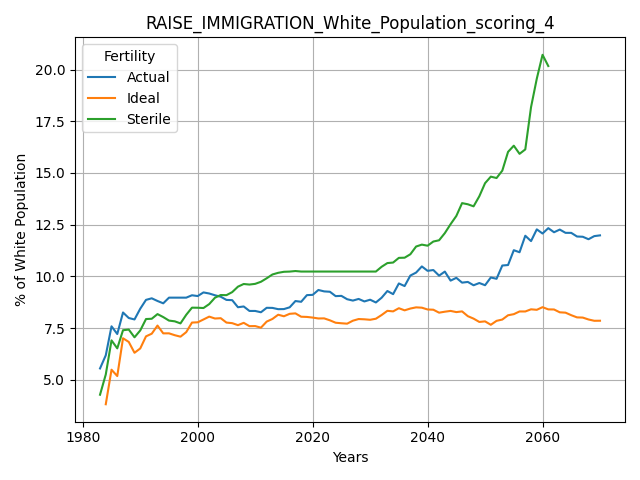 RAISE_IMMIGRATION_White_Population_scoring_4
Fertility
Actual
Ideal
Sterile
% of White Population
20.0
17.5
15.0
12.5
10.0
7.5
5.0
1980
2000
2020
2040
2060
Years